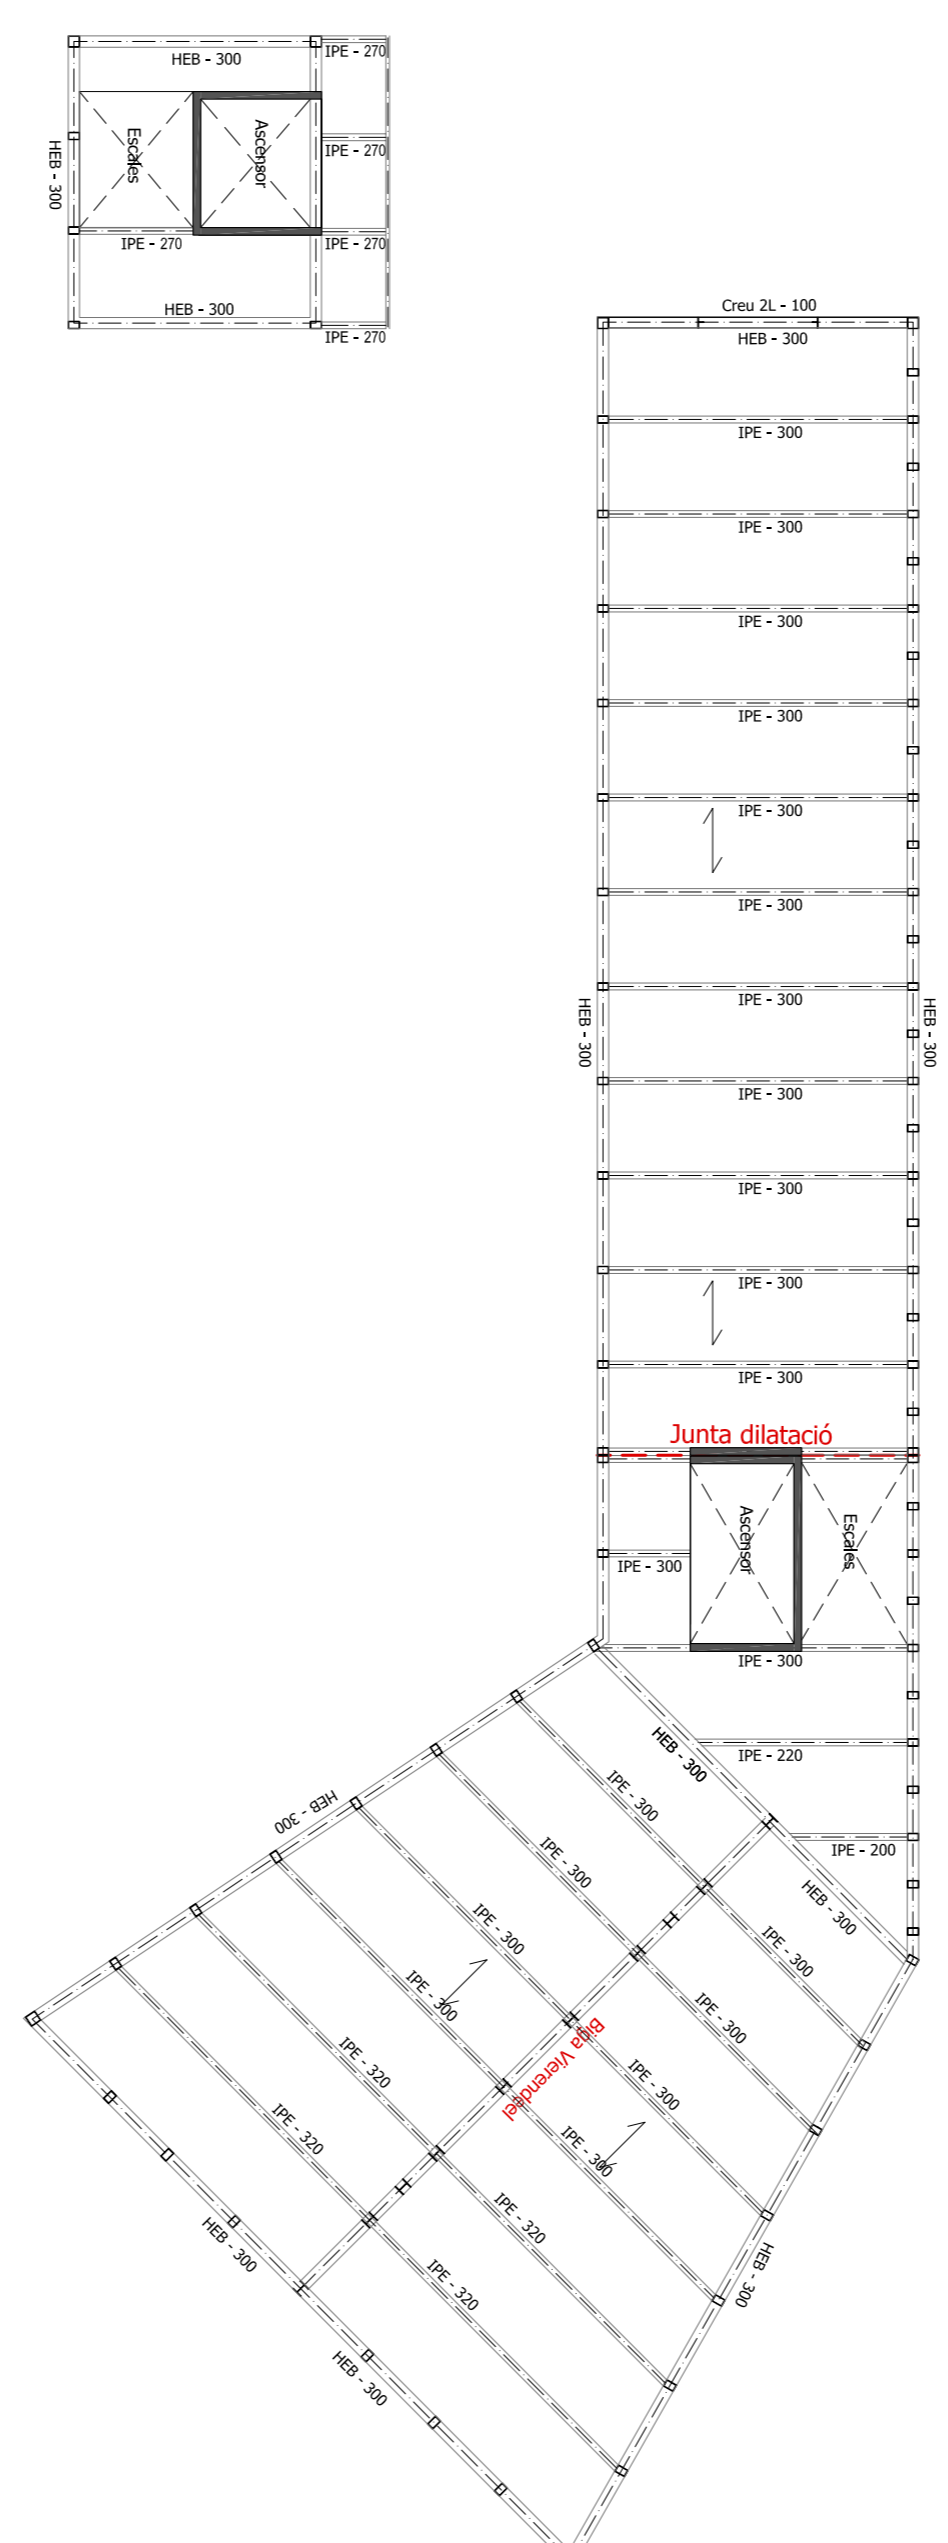 IPE - 270
HEB - 300
Escales
Ascensor
IPE - 270
HEB - 300
IPE - 270
IPE - 270
HEB - 300
IPE - 270
Creu 2L - 100
HEB - 300
IPE - 300
IPE - 300
IPE - 300
IPE - 300
IPE - 300
IPE - 300
IPE - 300
HEB - 300
HEB - 300
IPE - 300
IPE - 300
IPE - 300
IPE - 300
Junta dilatació
Ascensor
Escales
IPE - 300
IPE - 300
HEB - 300
IPE - 220
HEB - 300
IPE - 300
IPE - 200
IPE - 300
HEB - 300
IPE - 300
IPE - 300
IPE - 300
IPE - 300
Biga Vierendeel
IPE - 320
IPE - 300
IPE - 320
IPE - 300
IPE - 320
HEB - 300
HEB - 300
IPE - 320
HEB - 300